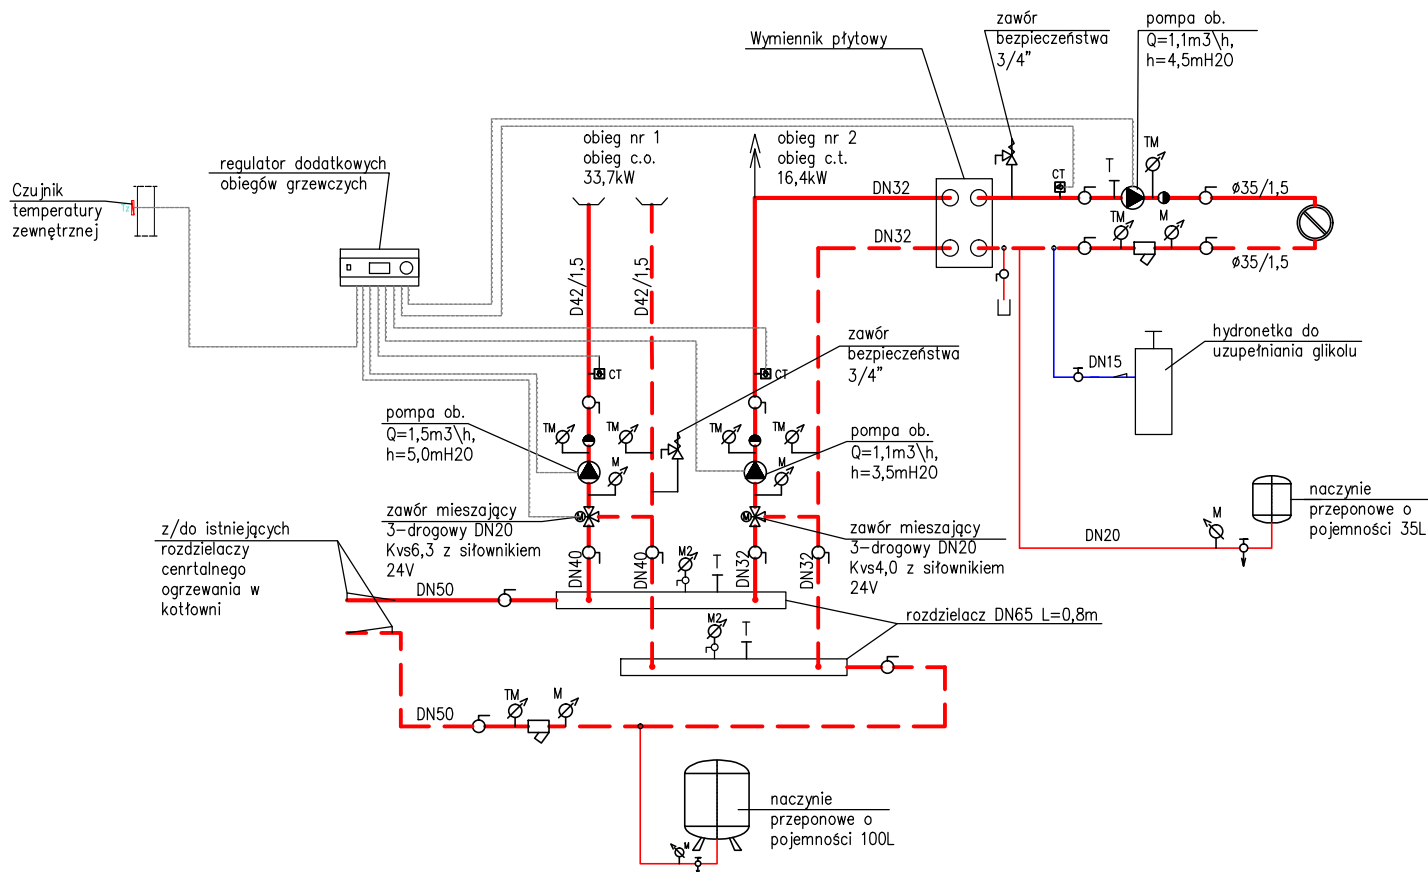 zawór
bezpieczeństwa
3/4"
pompa ob.
Q=1,1m3\h,
h=4,5mH2O
Wymiennik płytowy
obieg nr 1
obieg c.o.
33,7kW
obieg nr 2
obieg c.t.
16,4kW
regulator dodatkowych
obiegów grzewczych
Czujnik
temperatury
zewnętrznej
TM
T
CT
DN32
ø35/1,5
TM
M
DN32
ø35/1,5
D42/1,5
D42/1,5
zawór
bezpieczeństwa
3/4"
hydronetka do
uzupełniania glikolu
DN15
CT
CT
pompa ob.
Q=1,5m3\h,
h=5,0mH2O
TM
TM
M
TM
TM
M
pompa ob.
Q=1,1m3\h,
h=3,5mH2O
naczynie
przeponowe o
pojemności 35L
M
DN20
zawór mieszający
3-drogowy DN20
Kvs6,3 z siłownikiem
24V
M
M
zawór mieszający
3-drogowy DN20
Kvs4,0 z siłownikiem
24V
z/do istniejących
rozdzielaczy
cenrtalnego
ogrzewania w
kotłowni
DN40
DN40
M2
T
DN32
DN32
DN50
rozdzielacz DN65 L=0,8m
M2
T
DN50
TM
M
naczynie
przeponowe o
pojemności 100L
M